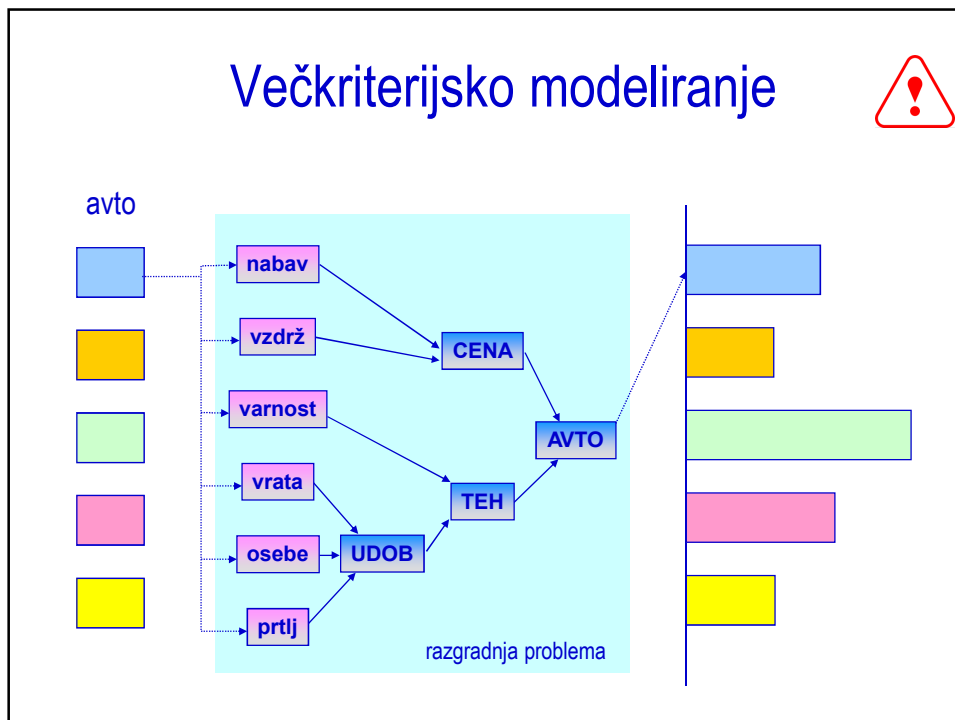 Večkriterijsko modeliranje
!
avto
nabav
vzdrž
CENA
varnost
AVTO
vrata
TEH
osebe
UDOB
prtlj
razgradnja problema